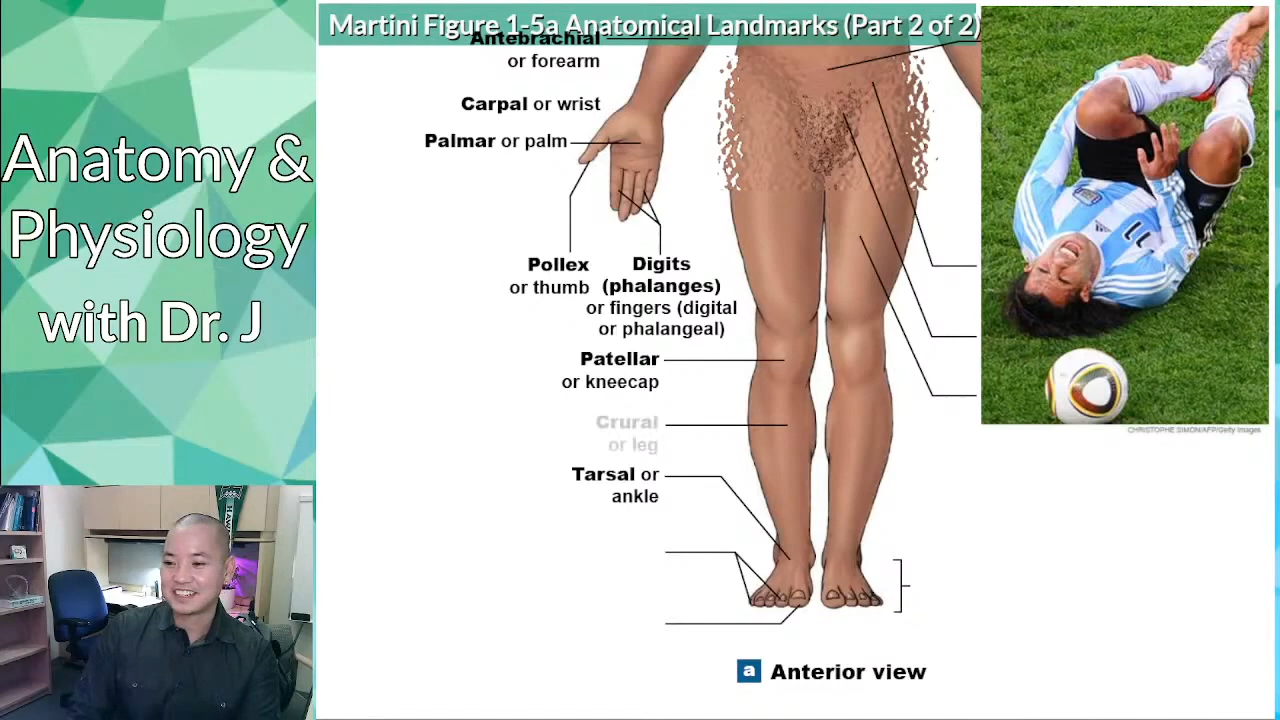 Martini Figure 1-5a Anatomical Landmarks (Part 2 of 2)
Anatomy &
Physiology
with Dr. J
Antebrachial
or forearm
Carpal or wrist
Palmar or palm
Pollex
or thumb
Digits
(phalanges)
or fingers (digital
or phalangeal)
Patellar
or kneecap
Crural
or leg
Tarsal or
ankle
a Anterior view
11
CHRISTOPHE SIMON/AFP/Getty Images
HAW